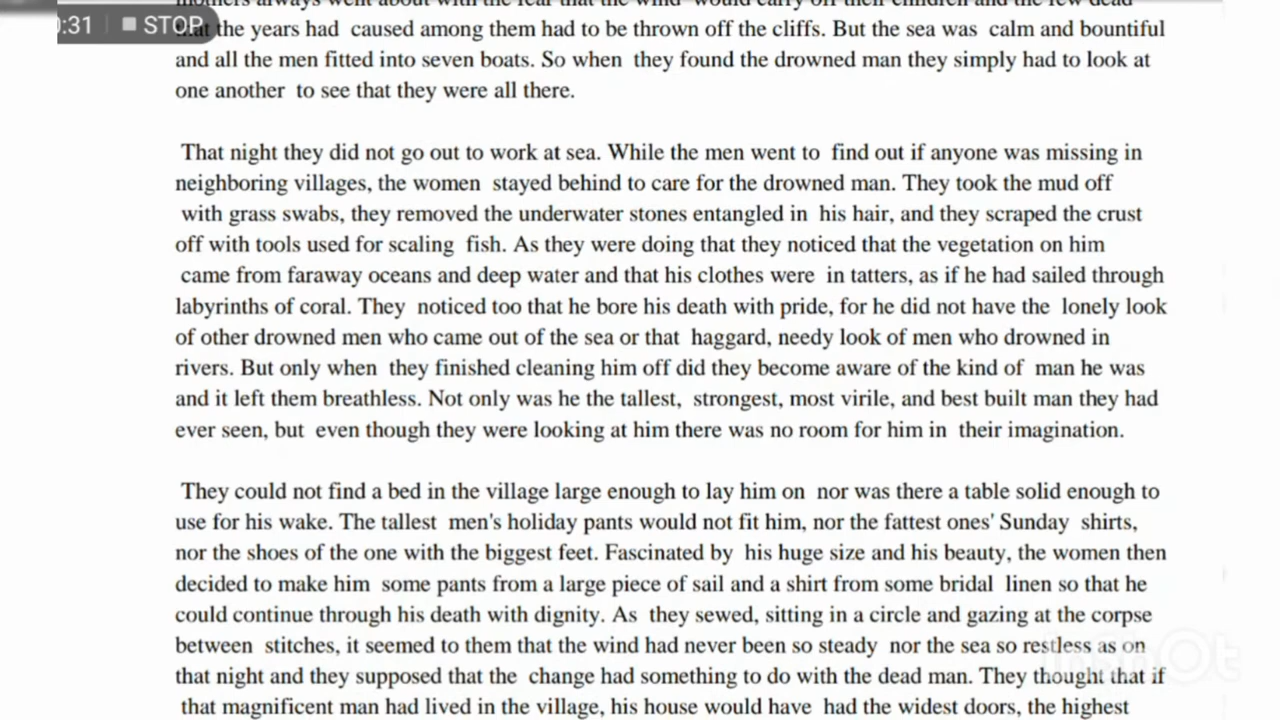 :31 STOP
mothers always went about with the fear that the wind would carry off their children and the few dead
that the years had caused among them had to be thrown off the cliffs. But the sea was calm and bountiful
and all the men fitted into seven boats. So when they found the drowned man they simply had to look at
one another to see that they were all there.
That night they did not go out to work at sea. While the men went to find out if anyone was missing in
neighboring villages, the women stayed behind to care for the drowned man. They took the mud off
with grass swabs, they removed the underwater stones entangled in his hair, and they scraped the crust
off with tools used for scaling fish. As they were doing that they noticed that the vegetation on him
came from faraway oceans and deep water and that his clothes were in tatters, as if he had sailed through
labyrinths of coral. They noticed too that he bore his death with pride, for he did not have the lonely look
of other drowned men who came out of the sea or that haggard, needy look of men who drowned in
rivers. But only when they finished cleaning him off did they become aware of the kind of man he was
and it left them breathless. Not only was he the tallest, strongest, most virile, and best built man they had
ever seen, but even though they were looking at him there was no room for him in their imagination.
They could not find a bed in the village large enough to lay him on nor was there a table solid enough to
use for his wake. The tallest men's holiday pants would not fit him, nor the fattest ones' Sunday shirts,
nor the shoes of the one with the biggest feet. Fascinated by his huge size and his beauty, the women then
decided to make him some pants from a large piece of sail and a shirt from some bridal linen so that he
could continue through his death with dignity. As they sewed, sitting in a circle and gazing at the corpse
between stitches, it seemed to them that the wind had never been so steady nor the sea so restless as on
that night and they supposed that the change had something to do with the dead man. They thought that if
that magnificent man had lived in the village, his house would have had the widest doors, the highest
InShOt